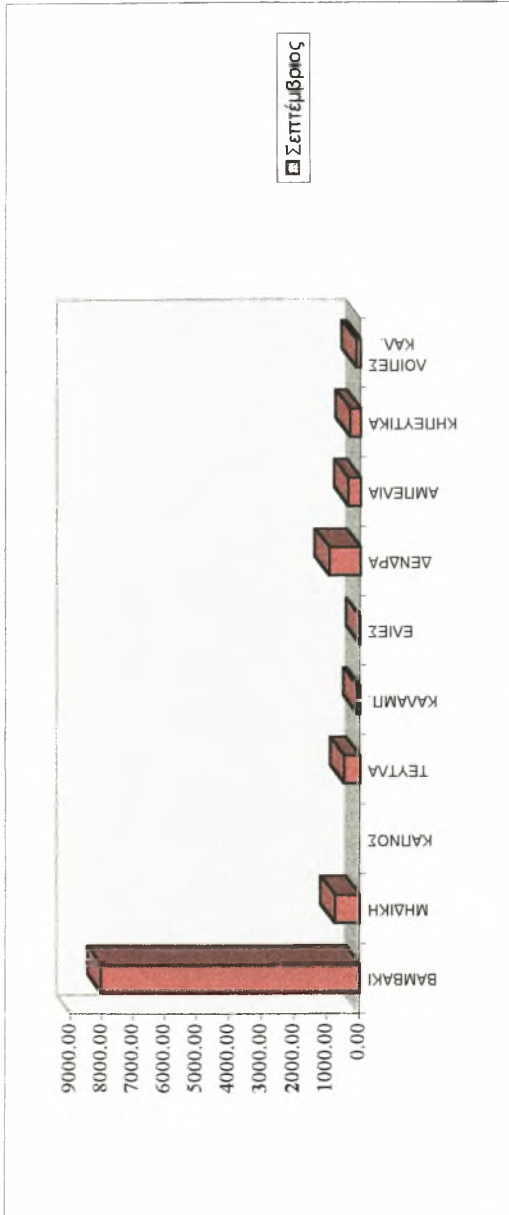 Σεπτέμβριος
9000.00
8000.00
7000.00
6000.00
5000.00
4000.00
3000.00
2000.00
1000.00
0.00
ΒΑΜΒΑΚΙ
ΜΗΔΙΚΗ
ΚΑΠΝΟΣ
ΤΕΥΤΛΑ
ΚΑΛΑΜΠ.
ΕΛΙΕΣ
ΔΕΝΔΡΑ
ΑΜΠΕΛΙΑ
ΚΗΠΕΥΤΙΚΑ
ΛΟΙΠΕΣ
ΚΑΛ.